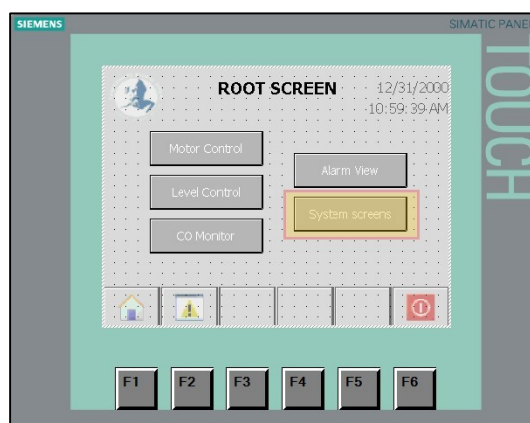 SIEMENS
SIMATIC PANEL
TOUCH
ROOT SCREEN
12/31/2000
10:59:39 AM
Motor Control
Alarm View
Level Control
System screens
CO Monitor
F1 F2 F3 F4 F5 F6